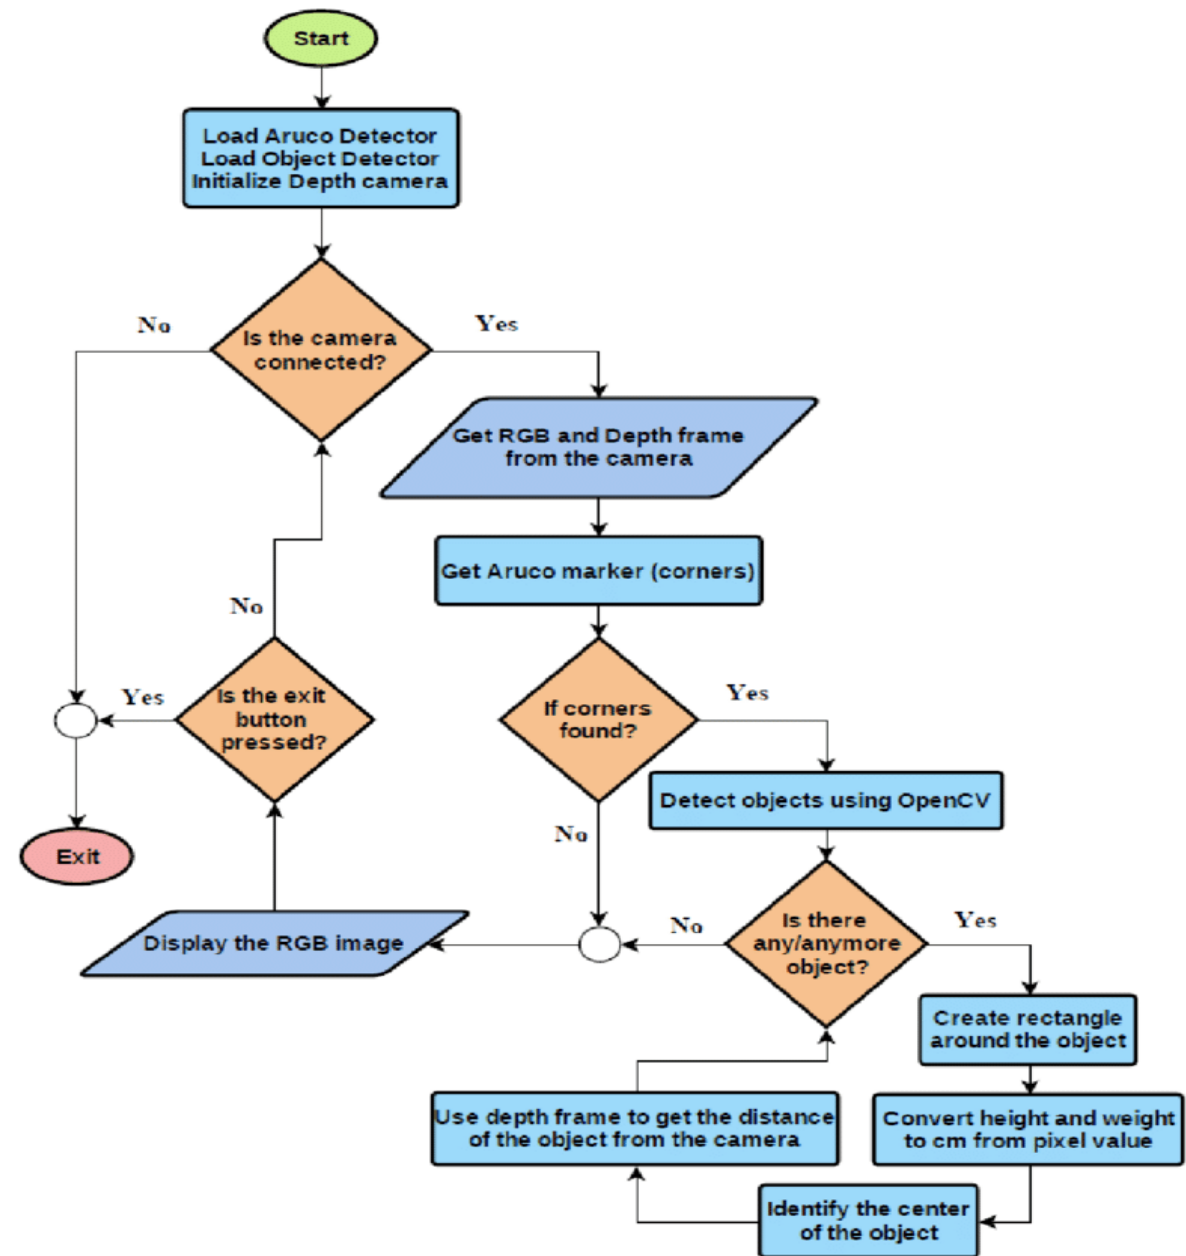 Start
Load Aruco Detector
Load Object Detector
Initialize Depth camera
Is the camera
connected?
No
Yes
Get RGB and Depth frame
from the camera
Get Aruco marker (corners)
If corners
found?
Yes
No
Detect objects using OpenCV
Is there
any/anymore
object?
Yes
No
Create rectangle
around the object
Convert height and weight
to cm from pixel value
Identify the center
of the object
Use depth frame to get the distance
of the object from the camera
Display the RGB image
Is the exit
button
pressed?
No
Yes
Exit